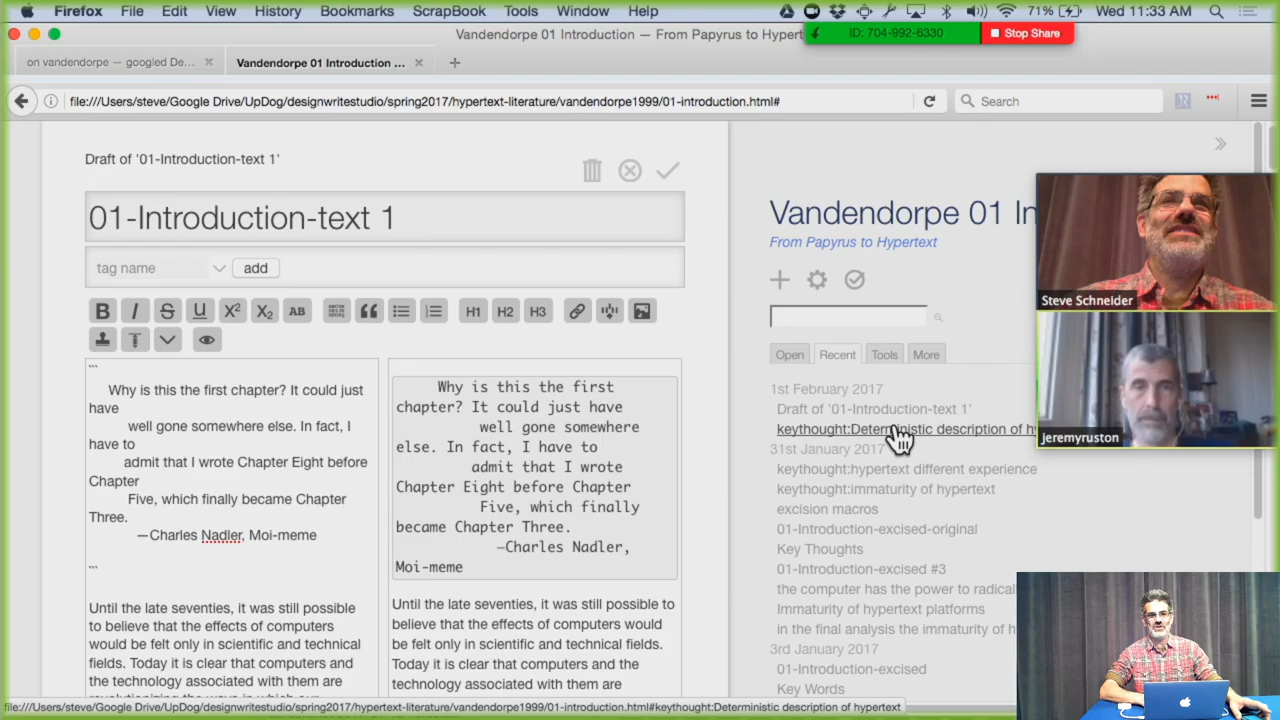 Firefox File Edit View History Bookmarks ScrapBook Tools Window Help 71% Wed 11:33 AM
Vandendorpe 01 Introduction — From Papyrus to Hypert
ID: 704-992-6330 Stop Share
on vandendorpe — googled De...
Vandendorpe 01 Introduction ...
file:///Users/steve/Google Drive/UpDog/designwritestudio/spring2017/hypertext-literature/vandendorpe1999/01-introduction.html#
Search
Draft of '01-Introduction-text 1'
01-Introduction-text 1
tag name
add
B I S U X2 X2 AB H1 H2 H3
```
Why is this the first chapter? It could just
have
well gone somewhere else. In fact, I
have to
admit that I wrote Chapter Eight before
Chapter
Five, which finally became Chapter
Three.
—Charles Nadler, Moi-meme
```
Until the late seventies, it was still possible
to believe that the effects of computers
would be felt only in scientific and technical
fields. Today it is clear that computers and
the technology associated with them are
revolutionizing the ways in which our
Why is this the first
chapter? It could just have
well gone somewhere
else. In fact, I have to
admit that I wrote
Chapter Eight before Chapter
Five, which finally
became Chapter Three.
—Charles Nadler,
Moi-meme
Until the late seventies, it was still possible to
believe that the effects of computers would
be felt only in scientific and technical fields.
Today it is clear that computers and the
technology associated with them are
Vandendorpe 01 In
From Papyrus to Hypertext
Open Recent Tools More
1st February 2017
Draft of '01-Introduction-text 1'
keythought:Deterministic description of hy
31st January 2017
keythought:hypertext different experience
keythought:immaturity of hypertext
excision macros
01-Introduction-excised-original
Key Thoughts
01-Introduction-excised #3
the computer has the power to radical
Immaturity of hypertext platforms
in the final analysis the immaturity of h
3rd January 2017
01-Introduction-excised
Key Words
Steve Schneider
jeremyruston
file:///Users/steve/Google Drive/UpDog/designwritestudio/spring2017/hypertext-literature/vandendorpe1999/01-introduction.html#keythought:Deterministic description of hypertext